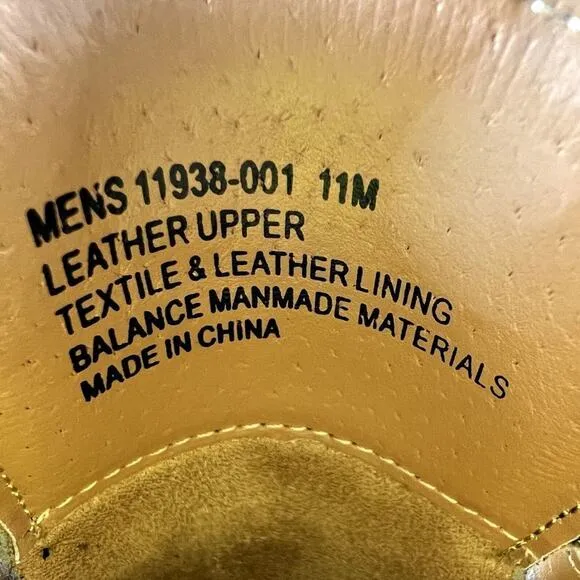 MENS 11938-001 11M
LEATHER UPPER
TEXTILE & LEATHER LINING
BALANCE MANMADE MATERIALS
MADE IN CHINA